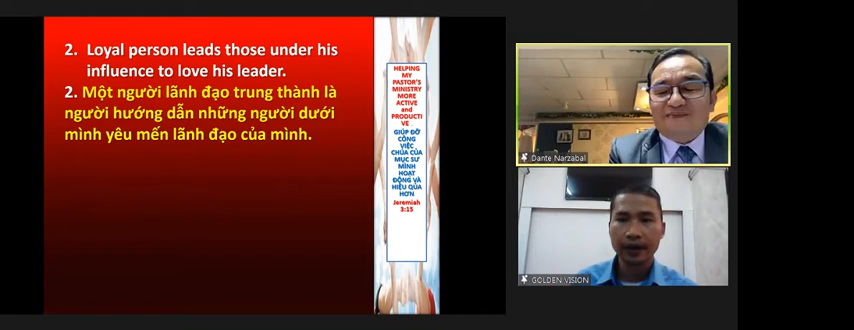 2. Loyal person leads those under his
influence to love his leader.
2. Một người lãnh đạo trung thành là
người hướng dẫn những người dưới
mình yêu mến lãnh đạo của mình.
HELPING
MY
PASTOR'S
MINISTRY
MORE
ACTIVE
and
PRODUCTI
VE
GIÚP ĐỠ
CÔNG
VIỆC
CHÚA CỦA
MỤC SƯ
MÌNH
HOẠT
ĐỘNG VÀ
HIỆU QUẢ
HƠN
Jeremiah
3:15
Dante Narzabal
GOLDEN VISION